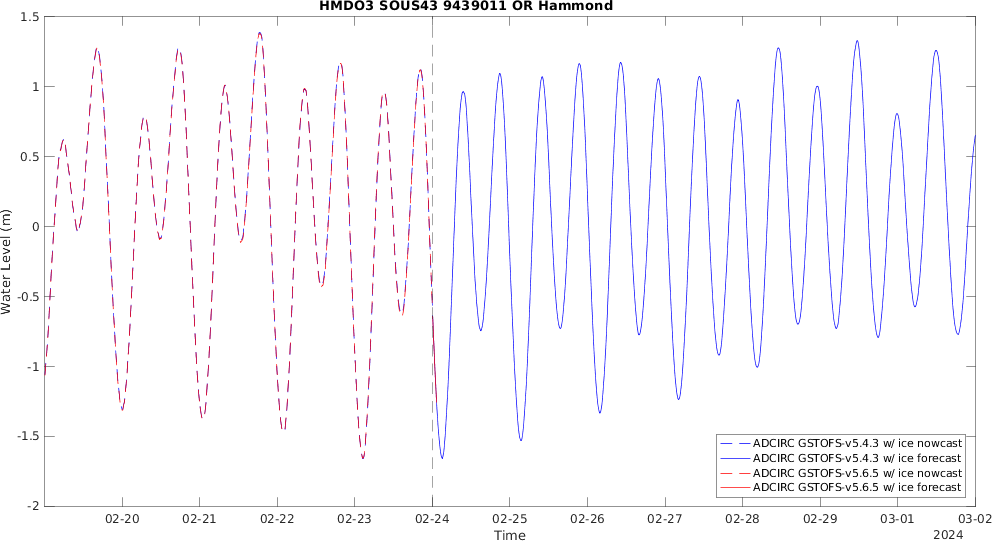 HMDO3 SOUS43 9439011 OR Hammond
1.5
1
0.5
0
-0.5
-1
-1.5
-2
Water Level (m)
ADCIRC GSTOFS-v5.4.3 w/ ice nowcast
ADCIRC GSTOFS-v5.4.3 w/ ice forecast
ADCIRC GSTOFS-v5.6.5 w/ ice nowcast
ADCIRC GSTOFS-v5.6.5 w/ ice forecast
02-20 02-21 02-22 02-23 02-24 02-25 02-26 02-27 02-28 02-29 03-01 03-02
Time
2024